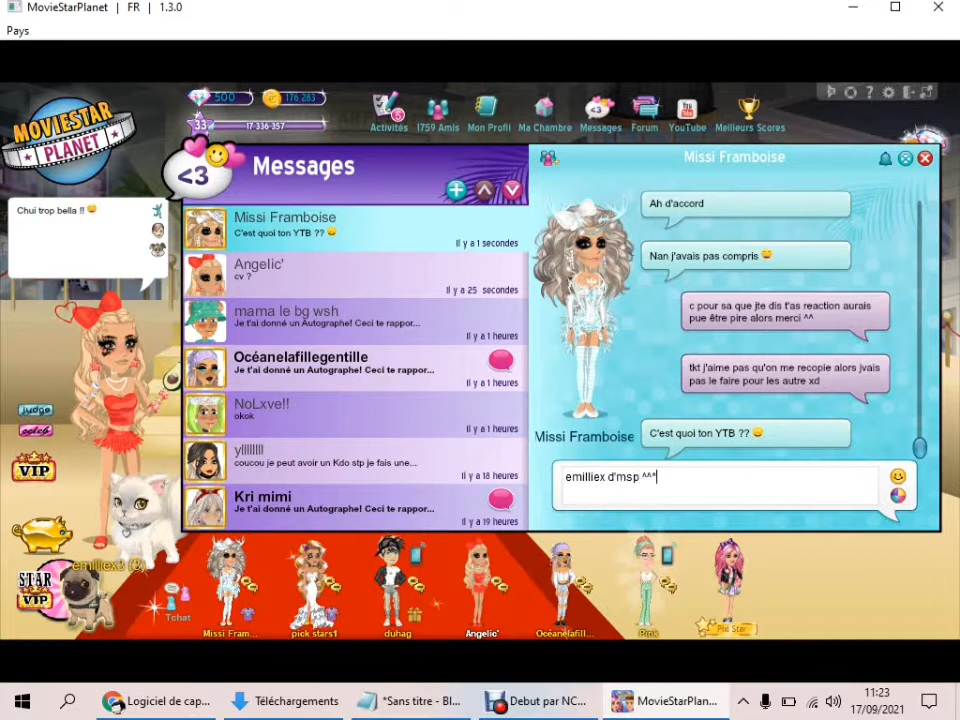 MovieStarPlanet | FR | 1.3.0
Pays
MOVIESTAR
PLANET
500
176 283
33
17 336 357
Activités
5
1759 Amis
Mon Profil
Ma Chambre
<3
Messages
Forum
You Tube
YouTube
Meilleurs Scores
Chui trop bella !!
<3
Messages
Missi Framboise
C'est quoi ton YTB ??
Il y a 1 secondes
Angelic'
cv ?
Il y a 25 secondes
mama le bg wsh
Je t'ai donné un Autographe! Ceci te rappor...
Il y a 1 heures
Océanelafillegentille
Je t'ai donné un Autographe! Ceci te rappor...
Il y a 1 heures
NoLxve!!
okok
Il y a 1 heures
ylllllll
coucou je peut avoir un Kdo stp je fais une...
Il y a 18 heures
Kri mimi
Je t'ai donné un Autographe! Ceci te rappor...
Il y a 19 heures
Missi Framboise
Ah d'accord
Nan j'avais pas compris
c pour sa que jte dis t'as reaction aurais
pue être pire alors merci ^^
tkt j'aime pas qu'on me recopie alors jvais
pas le faire pour les autre xd
Missi Framboise
C'est quoi ton YTB ??
emilliex d'msp ^^*
judge
celeb
VIP
STAR
VIP
emilliex3 (3)
Tchat
Missi Fram...
pick stars1
duhag
Angelic'
Océanelafill...
Pink
Pixi Star
Logiciel de cap...
Téléchargements
*Sans titre - Bl...
Debut par NC...
MovieStarPlan...
11:23
17/09/2021